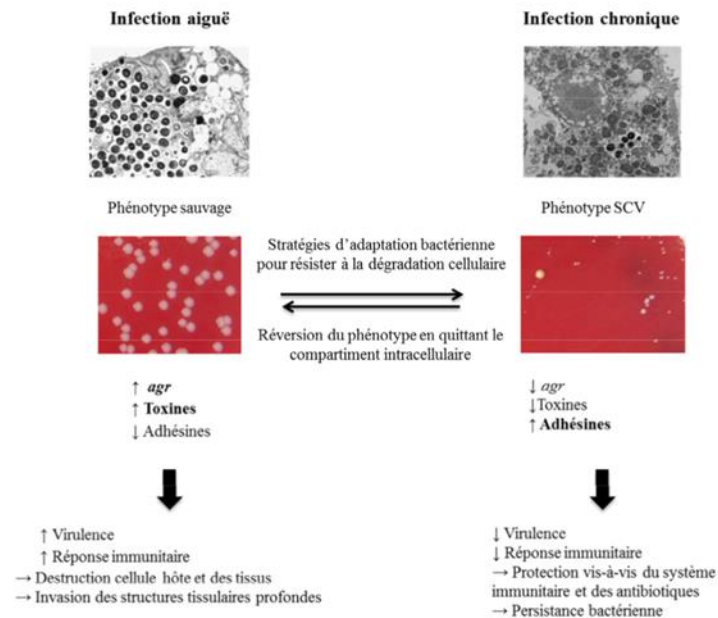 Infection aiguë
Infection chronique
Phénotype sauvage
Phénotype SCV
Stratégies d’adaptation bactérienne
pour résister à la dégradation cellulaire
Réversion du phénotype en quittant le
compartiment intracellulaire
↑ agr
↑ Toxines
↓ Adhésines
↓ agr
↓Toxines
↑ Adhésines
↑ Virulence
↑ Réponse immunitaire
→ Destruction cellule hôte et des tissus
→ Invasion des structures tissulaires profondes
↓ Virulence
↓ Réponse immunitaire
→ Protection vis-à-vis du système
immunitaire et des antibiotiques
→ Persistance bactérienne